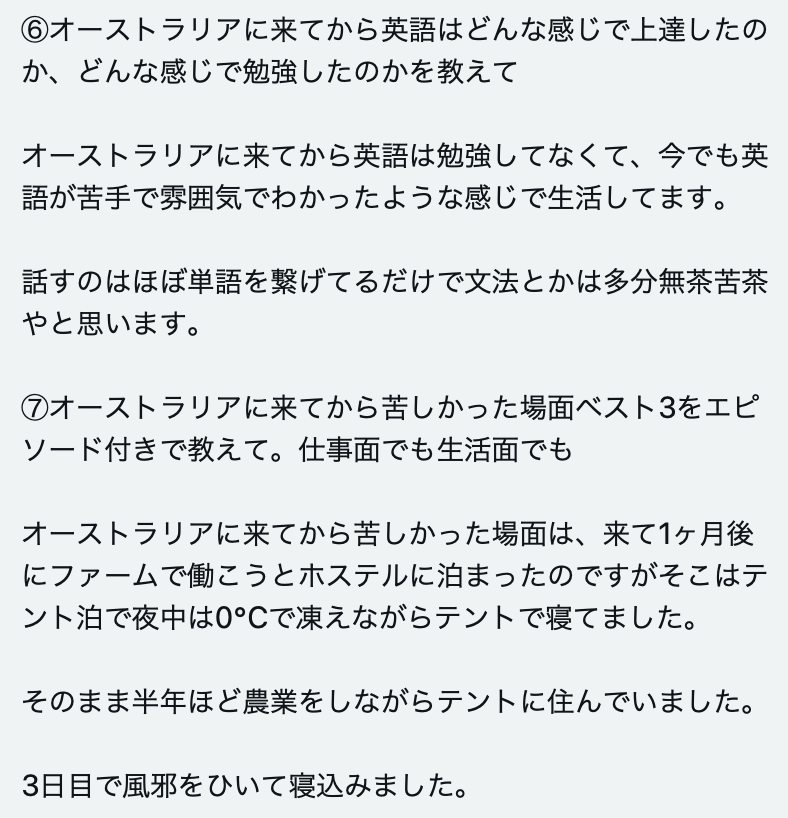 ⑥オーストラリアに来てから英語はどんな感じで上達したの
か、どんな感じで勉強したのかを教えて
オーストラリアに来てから英語は勉強してなくて、今でも英
語が苦手で雰囲気でわかったような感じで生活してます。
話すのはほぼ単語を繋げてるだけで文法とかは多分無茶苦茶
やと思います。
⑦オーストラリアに来てから苦しかった場面ベスト3をエピ
ソード付きで教えて。仕事面でも生活面でも
オーストラリアに来てから苦しかった場面は、来て1ヶ月後
にファームで働こうとホステルに泊まったのですがそこはテ
ント泊で夜中は0°Cで凍えながらテントで寝てました。
そのまま半年ほど農業をしながらテントに住んでいました。
3日目で風邪をひいて寝込みました。